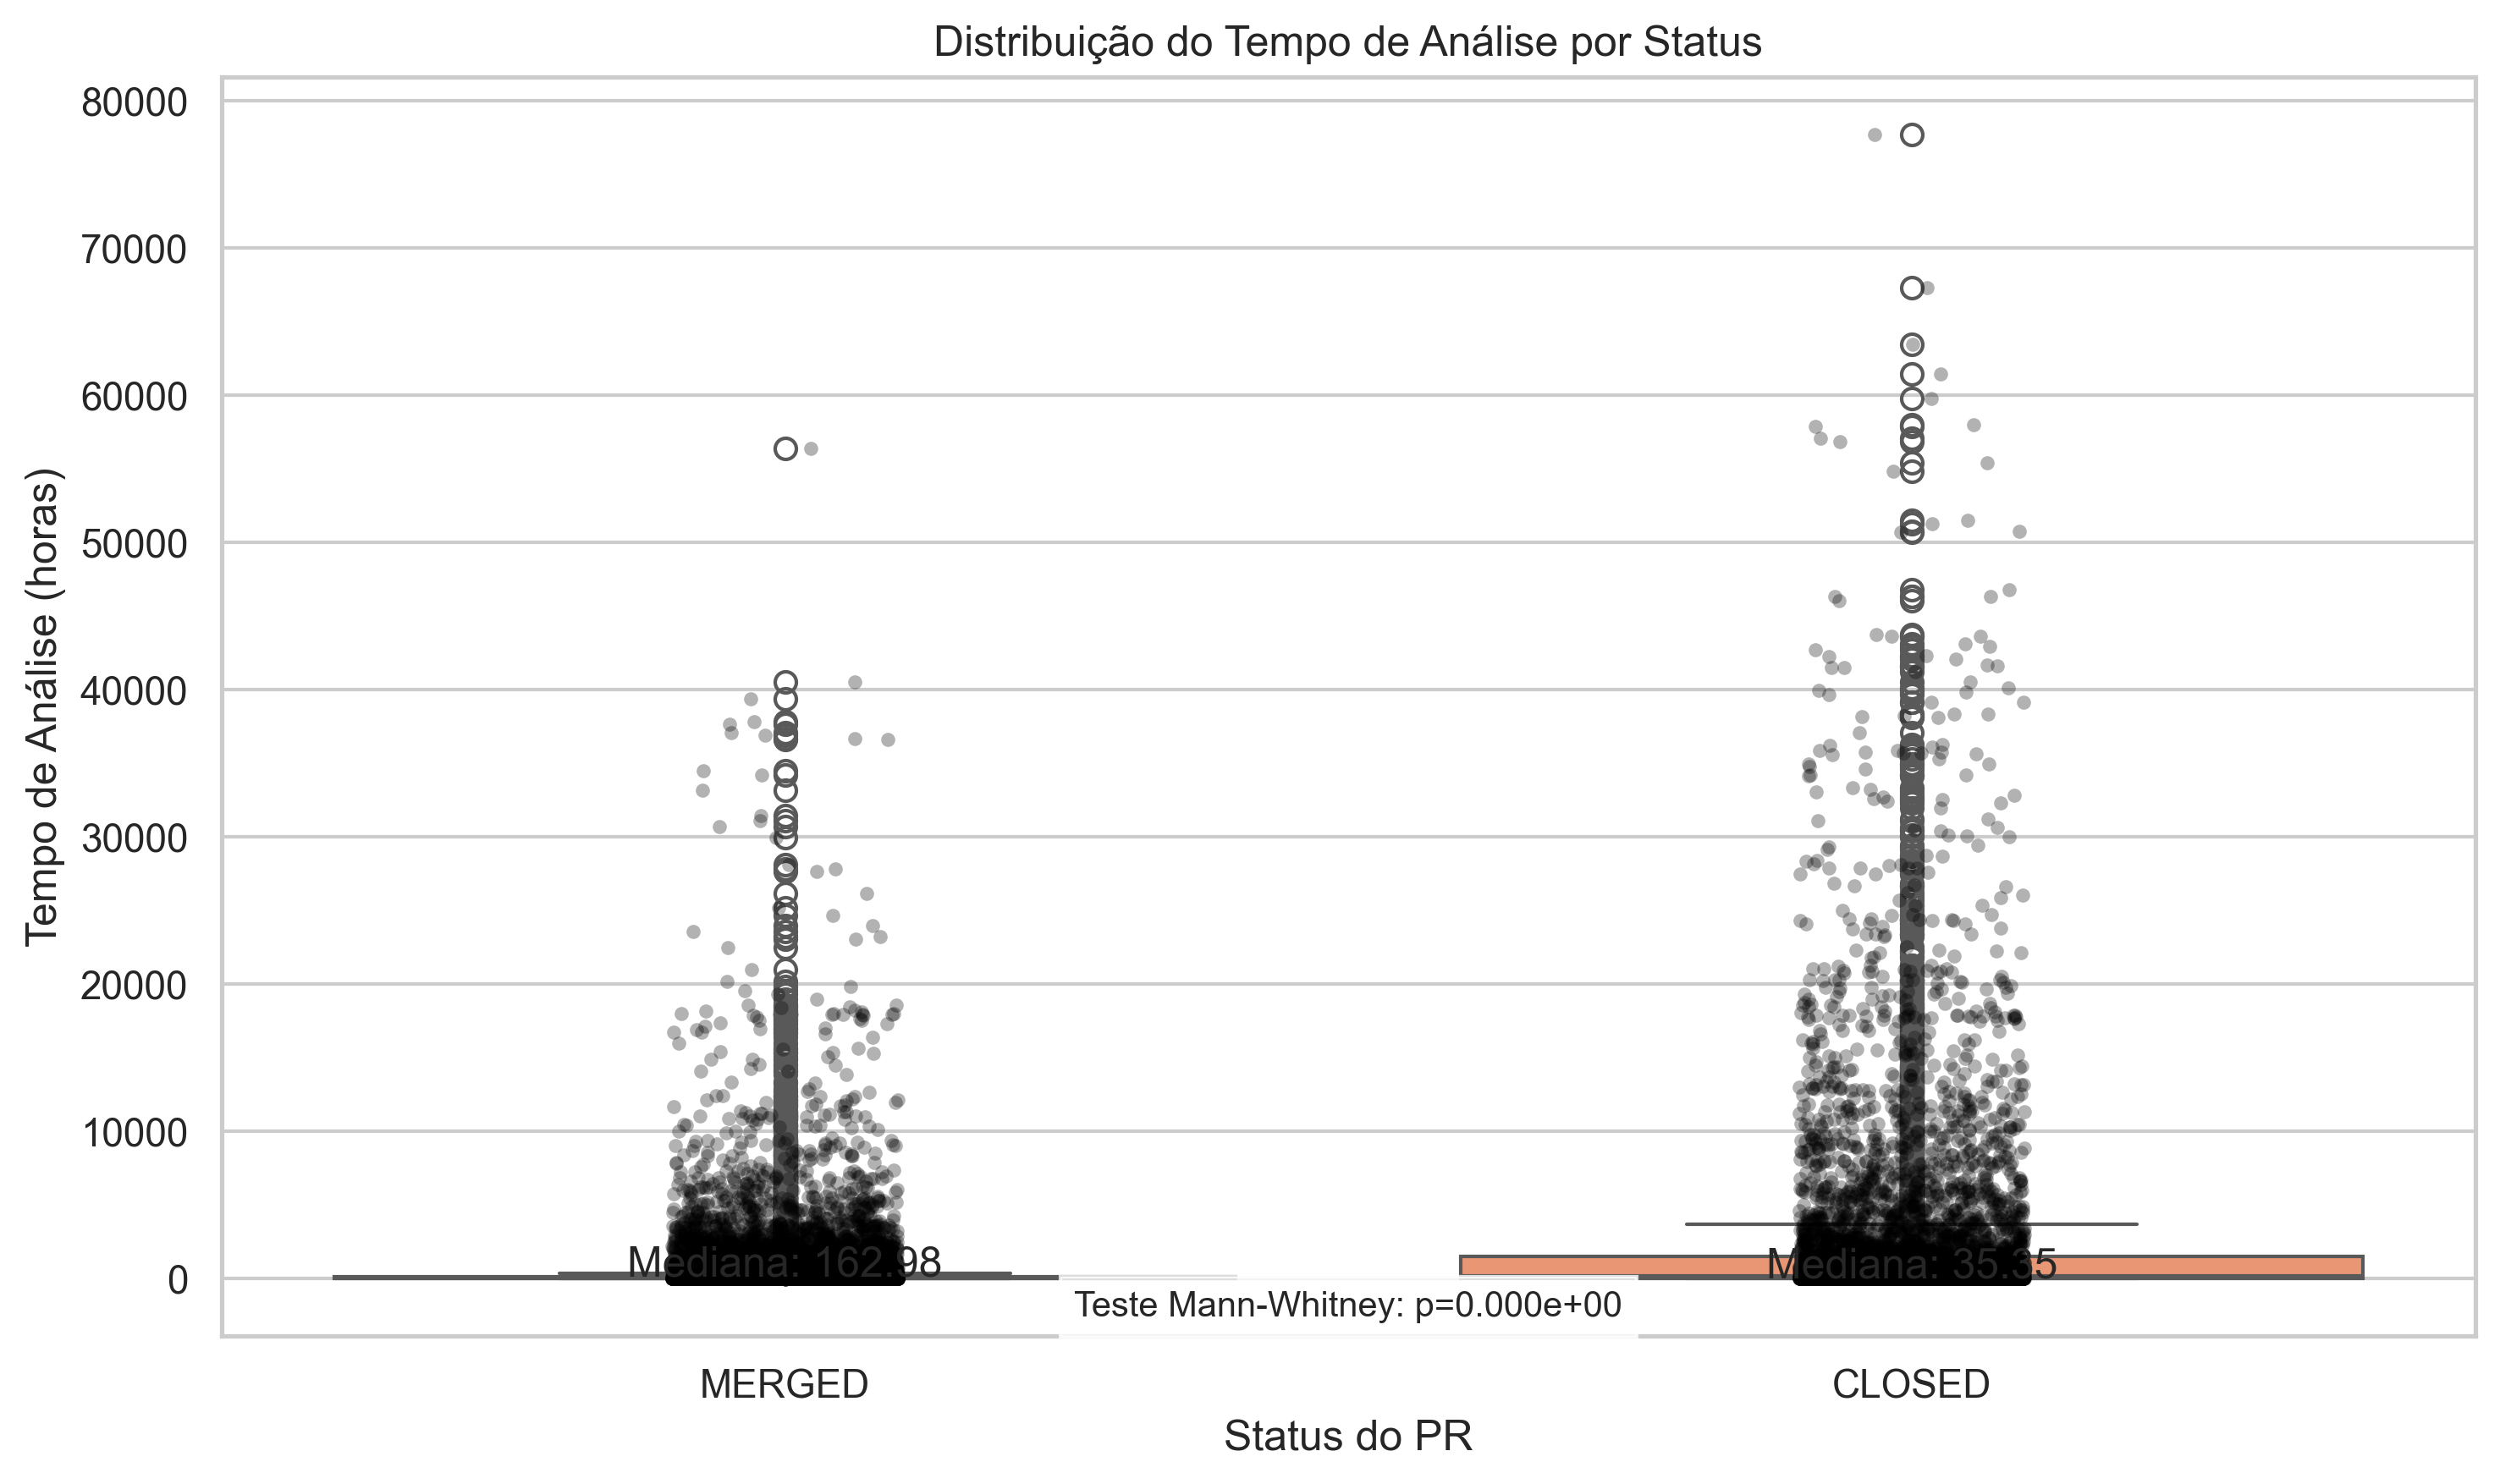 Distribuição do Tempo de Análise por Status
Tempo de Análise (horas)
80000
70000
60000
50000
40000
30000
20000
10000
0
Mediana: 162.98
Mediana: 35.35
Teste Mann-Whitney: p=0.000e+00
MERGED
CLOSED
Status do PR